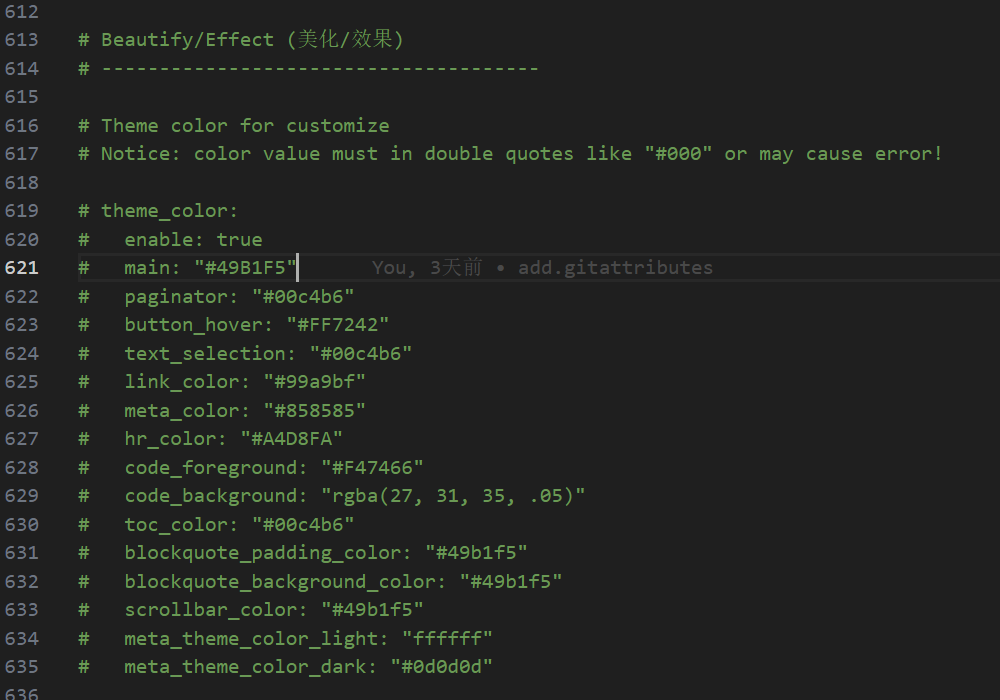 612
613 # Beautify/Effect (美化/效果)
614 # --------------------------------------
615
616 # Theme color for customize
617 # Notice: color value must in double quotes like "#000" or may cause error!
618
619 # theme_color:
620 #   enable: true
621 #   main: "#49B1F5" You, 3天前 • add.gitattributes
622 #   paginator: "#00c4b6"
623 #   button_hover: "#FF7242"
624 #   text_selection: "#00c4b6"
625 #   link_color: "#99a9bf"
626 #   meta_color: "#858585"
627 #   hr_color: "#A4D8FA"
628 #   code_foreground: "#F47466"
629 #   code_background: "rgba(27, 31, 35, .05)"
630 #   toc_color: "#00c4b6"
631 #   blockquote_padding_color: "#49b1f5"
632 #   blockquote_background_color: "#49b1f5"
633 #   scrollbar_color: "#49b1f5"
634 #   meta_theme_color_light: "ffffff"
635 #   meta_theme_color_dark: "#0d0d0d"
636